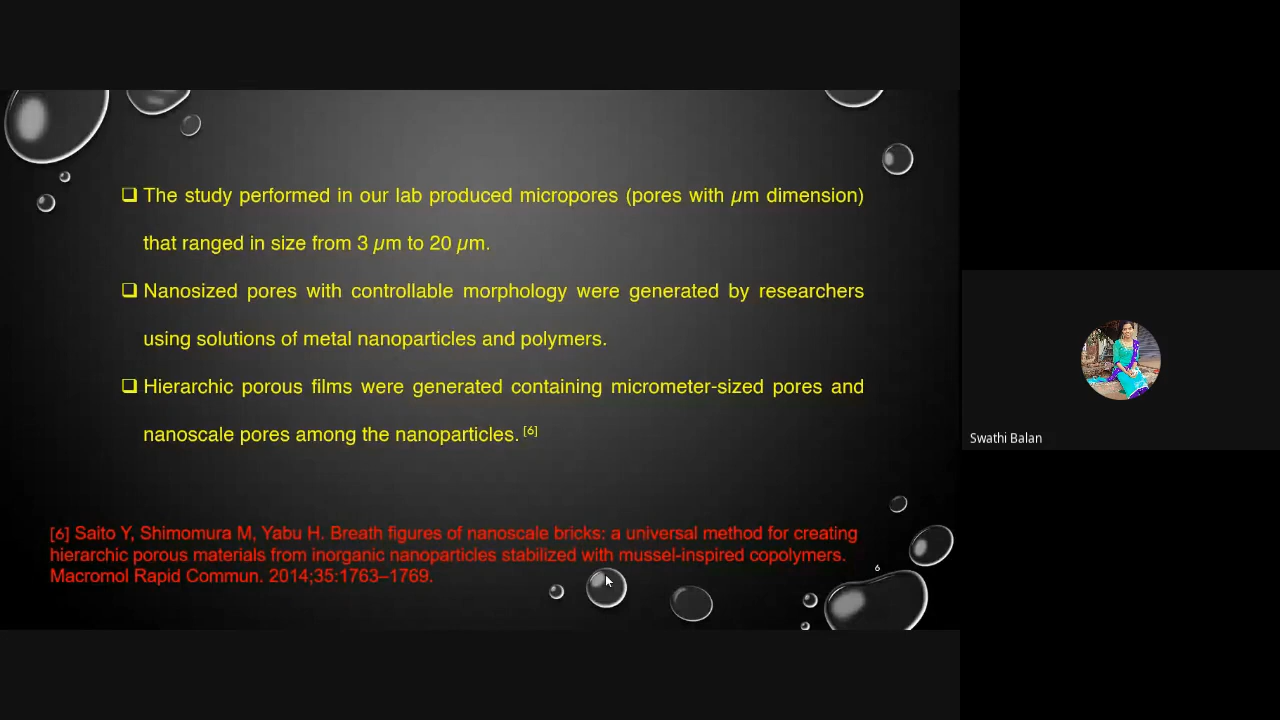 ❑ The study performed in our lab produced micropores (pores with µm dimension)
that ranged in size from 3 µm to 20 µm.
❑ Nanosized pores with controllable morphology were generated by researchers
using solutions of metal nanoparticles and polymers.
❑ Hierarchic porous films were generated containing micrometer-sized pores and
nanoscale pores among the nanoparticles. [6]
[6] Saito Y, Shimomura M, Yabu H. Breath figures of nanoscale bricks: a universal method for creating
hierarchic porous materials from inorganic nanoparticles stabilized with mussel-inspired copolymers.
Macromol Rapid Commun. 2014;35:1763–1769.
6
Swathi Balan